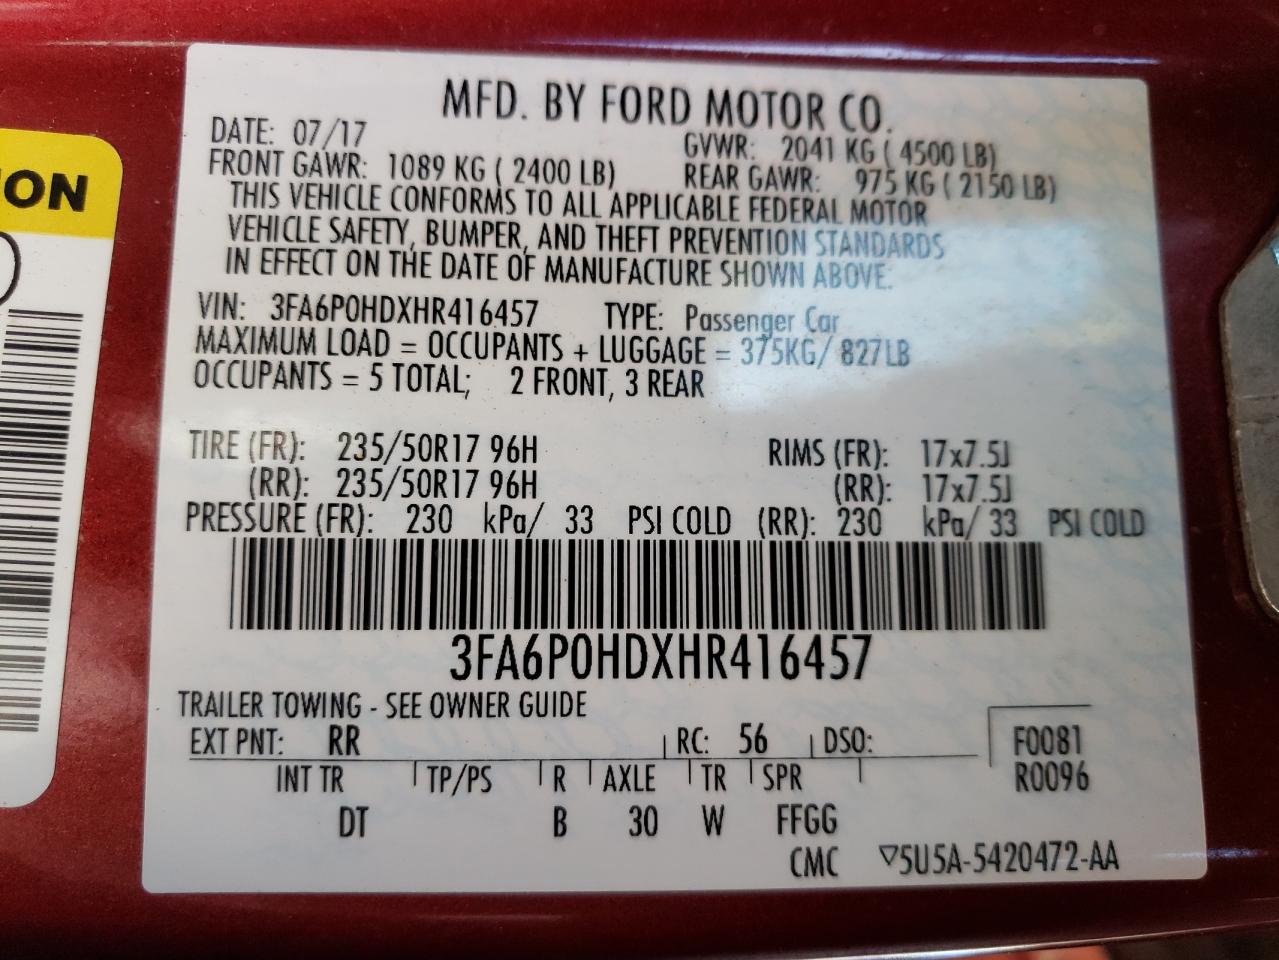 MFD. BY FORD MOTOR CO.
DATE: 07/17 GVWR: 2041 KG ( 4500 LB)
FRONT GAWR: 1089 KG ( 2400 LB) REAR GAWR: 975 KG ( 2150 LB)
THIS VEHICLE CONFORMS TO ALL APPLICABLE FEDERAL MOTOR
VEHICLE SAFETY, BUMPER, AND THEFT PREVENTION STANDARDS
IN EFFECT ON THE DATE OF MANUFACTURE SHOWN ABOVE.
VIN: 3FA6P0HDXHR416457 TYPE: Passenger Car
MAXIMUM LOAD = OCCUPANTS + LUGGAGE = 375KG/ 827LB
OCCUPANTS = 5 TOTAL; 2 FRONT, 3 REAR
TIRE (FR): 235/50R17 96H RIMS (FR): 17x7.5J
(RR): 235/50R17 96H (RR): 17x7.5J
PRESSURE (FR): 230 kPa/ 33 PSI COLD (RR): 230 kPa/ 33 PSI COLD
3FA6P0HDXHR416457
TRAILER TOWING - SEE OWNER GUIDE
EXT PNT: RR RC: 56 DSO: F0081
INT TR TP/PS R AXLE TR SPR R0096
DT B 30 W FFGG
CMC ▽5U5A-5420472-AA
ION